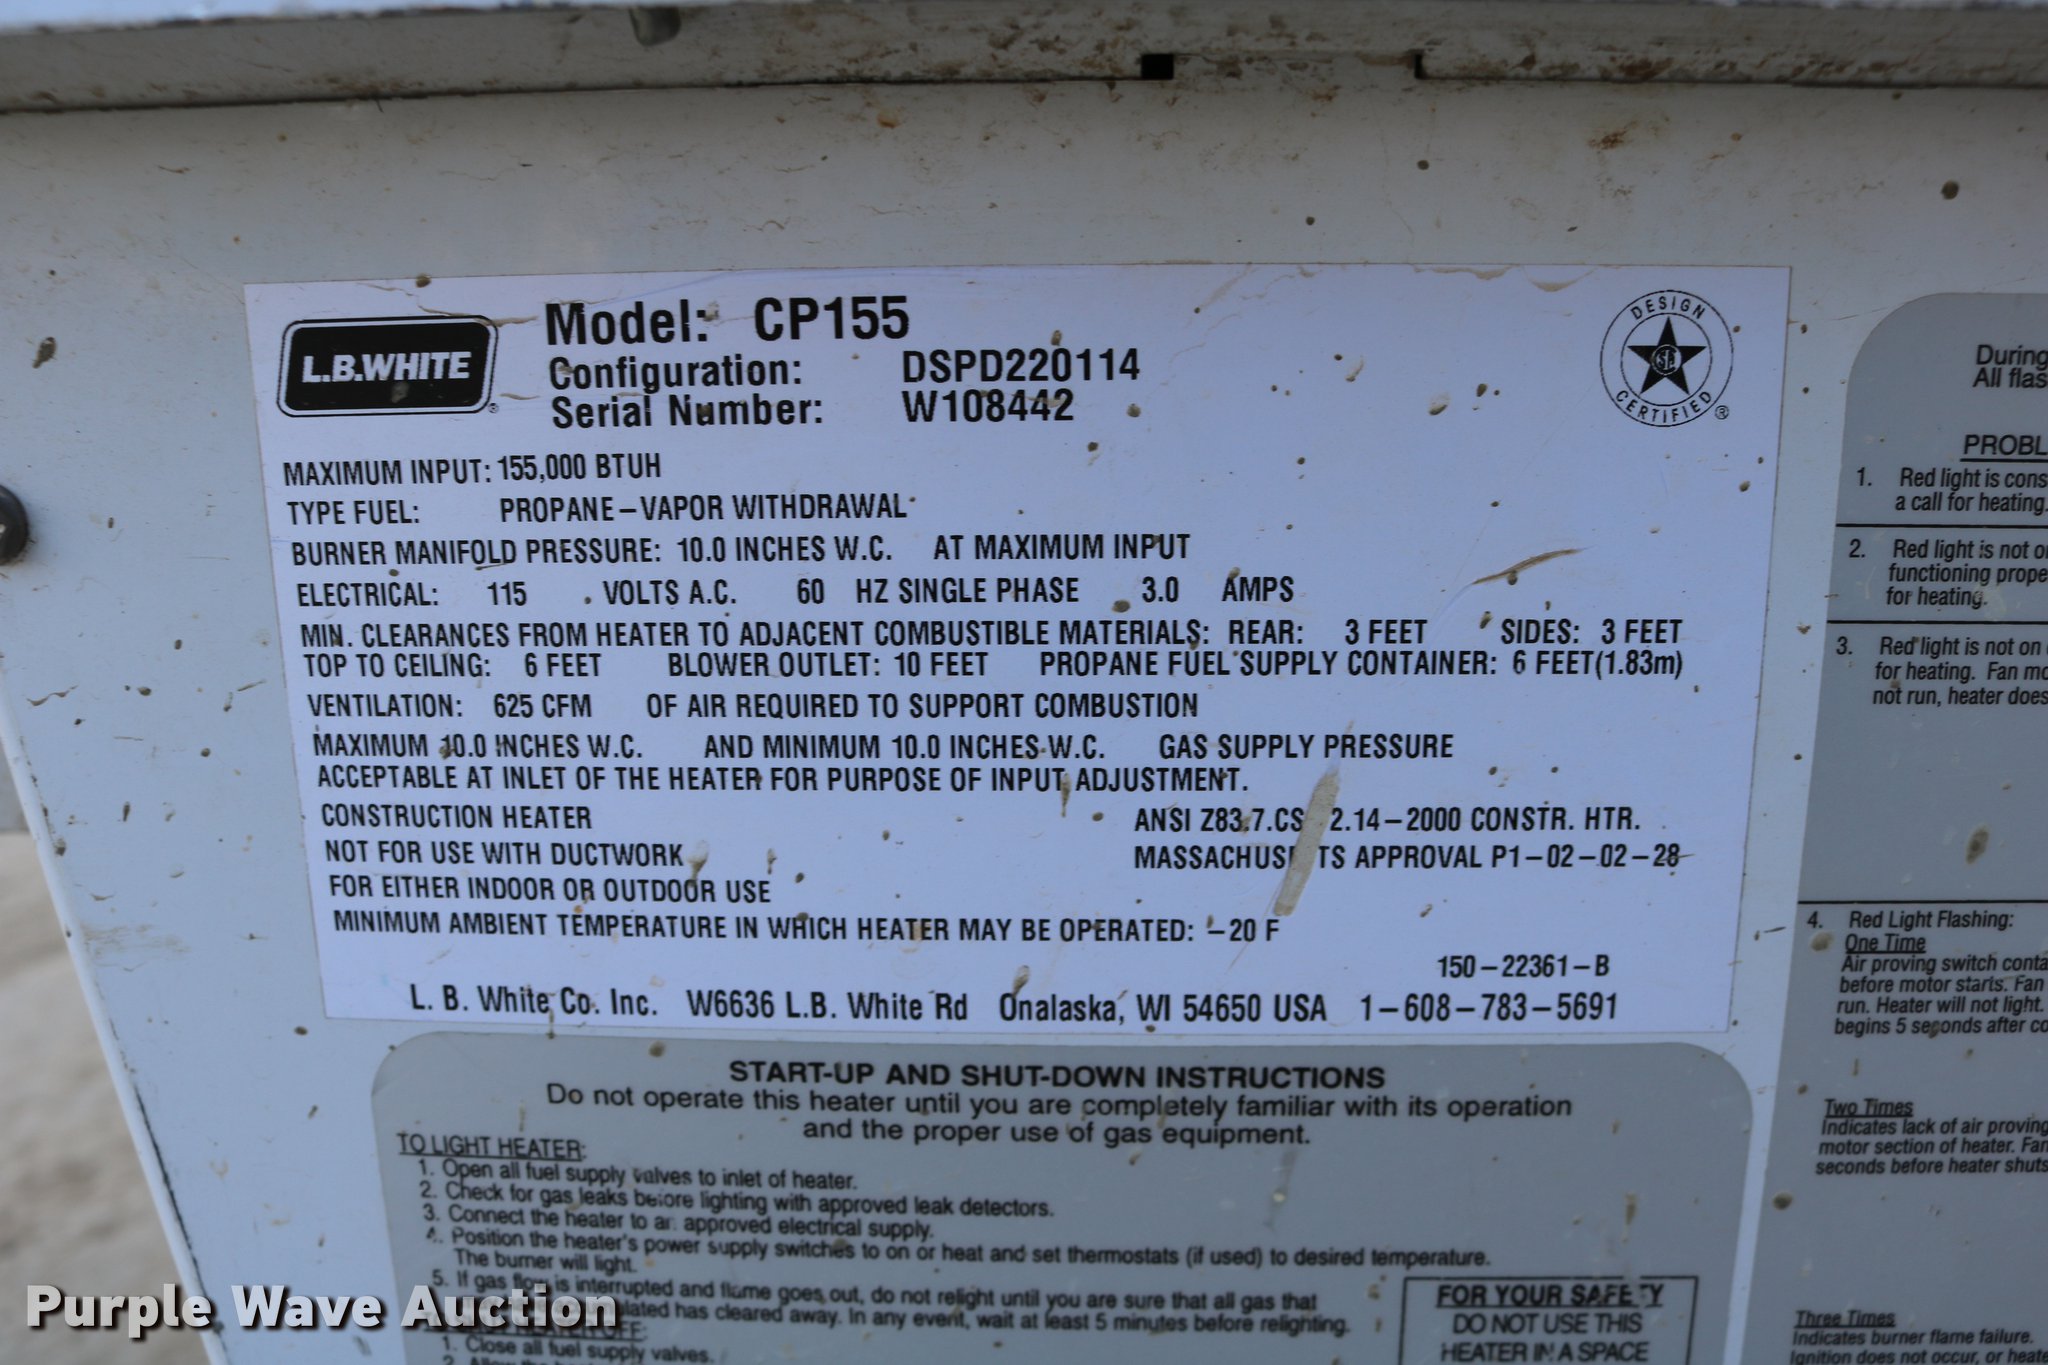 L.B.WHITE®
Model: CP155
Configuration: DSPD220114
Serial Number: W108442
DESIGN CERTIFIED ®
MAXIMUM INPUT: 155,000 BTUH
TYPE FUEL: PROPANE-VAPOR WITHDRAWAL
BURNER MANIFOLD PRESSURE: 10.0 INCHES W.C. AT MAXIMUM INPUT
ELECTRICAL: 115 VOLTS A.C. 60 HZ SINGLE PHASE 3.0 AMPS
MIN. CLEARANCES FROM HEATER TO ADJACENT COMBUSTIBLE MATERIALS: REAR: 3 FEET SIDES: 3 FEET
TOP TO CEILING: 6 FEET BLOWER OUTLET: 10 FEET PROPANE FUEL SUPPLY CONTAINER: 6 FEET(1.83m)
VENTILATION: 625 CFM OF AIR REQUIRED TO SUPPORT COMBUSTION
MAXIMUM 10.0 INCHES W.C. AND MINIMUM 10.0 INCHES W.C. GAS SUPPLY PRESSURE
ACCEPTABLE AT INLET OF THE HEATER FOR PURPOSE OF INPUT ADJUSTMENT.
CONSTRUCTION HEATER ANSI Z83.7.CS 2.14-2000 CONSTR. HTR.
NOT FOR USE WITH DUCTWORK MASSACHUSETTS APPROVAL P1-02-02-28
FOR EITHER INDOOR OR OUTDOOR USE
MINIMUM AMBIENT TEMPERATURE IN WHICH HEATER MAY BE OPERATED: -20 F
150-22361-B
L. B. White Co. Inc. W6636 L.B. White Rd Onalaska, WI 54650 USA 1-608-783-5691
START-UP AND SHUT-DOWN INSTRUCTIONS
Do not operate this heater until you are completely familiar with its operation
and the proper use of gas equipment.
TO LIGHT HEATER:
1. Open all fuel supply valves to inlet of heater.
2. Check for gas leaks before lighting with approved leak detectors.
3. Connect the heater to an approved electrical supply.
4. Position the heater's power supply switches to on or heat and set thermostats (if used) to desired temperature.
The burner will light.
5. If gas flow is interrupted and flame goes out, do not relight until you are sure that all gas that
has cleared away. In any event, wait at least 5 minutes before relighting.
1. Close all fuel supply valves.
FOR YOUR SAFETY
DO NOT USE THIS
HEATER IN A SPACE
During
All flas
PROBL
1. Red light is cons
a call for heating.
2. Red light is not o
functioning prope
for heating.
3. Red light is not on
for heating. Fan mo
not run, heater does
4. Red Light Flashing:
One Time
Air proving switch conta
before motor starts. Fan
run. Heater will not light.
begins 5 seconds after co
Two Times
Indicates lack of air proving
motor section of heater. Fan
seconds before heater shuts
Three Times
Indicates burner flame failure.
Ignition does not occur, or heate
Purple Wave Auction